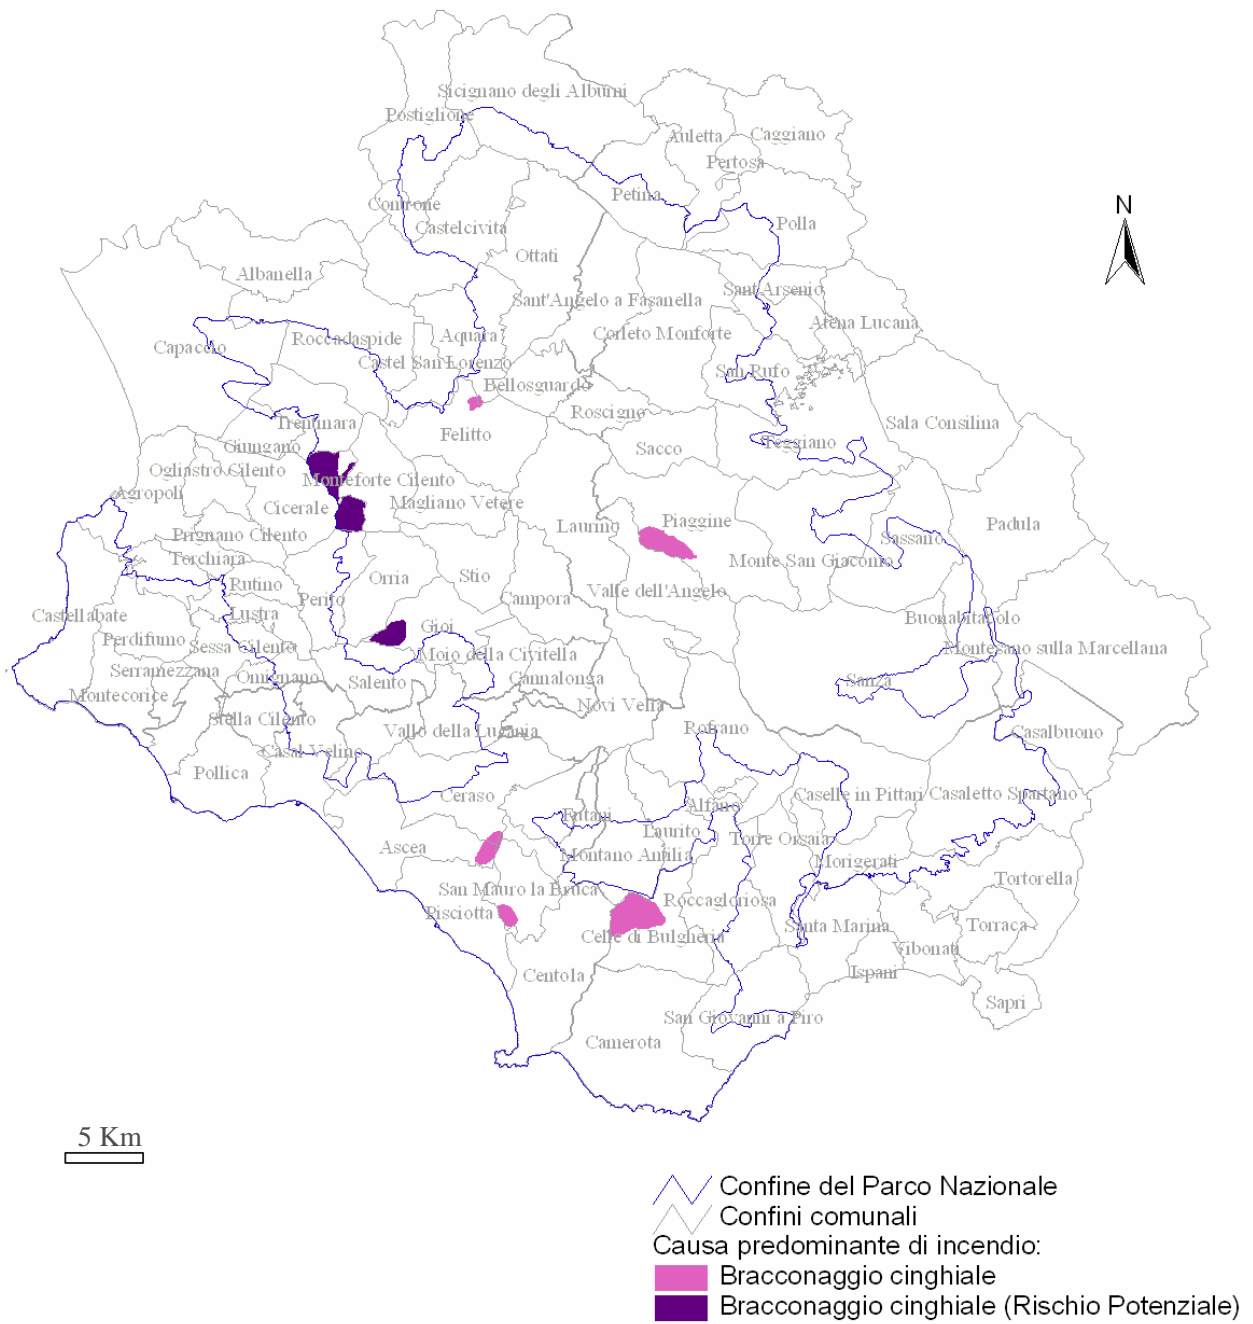 Sicignano degli Alburni
Postiglione
Auletta
Caggiano
Pertosa
Petina
Controne
Castelcivita
Polla
N
Ottati
Albanella
Sant'Angelo a Fasanella
Sant'Arsenio
Atena Lucana
Corleto Monforte
Roccadaspide
Aquara
Capaccio
Castel San Lorenzo
San Rufo
Bellosguardo
Roscigno
Trentinara
Sala Consilina
Felitto
Teggiano
Giungano
Sacco
Ogliastro Cilento
Monteforte Cilento
Agropoli
Magliano Vetere
Cicerale
Laurino
Piaggine
Padula
Prignano Cilento
Sassano
Torchiara
Monte San Giacomo
Orria
Stio
Rutino
Valle dell'Angelo
Perito
Campora
Castellabate
Lustra
Buonabitacolo
Gioi
Perdifumo
Sessa Cilento
Montesano sulla Marcellana
Moio della Civitella
Serramezzana
Omignano
Salento
Cannalonga
Sanza
Montecorice
Novi Velia
Stella Cilento
Rofrano
Vallo della Lucania
Casalbuono
Casal Velino
Pollica
Ceraso
Caselle in Pittari
Casaletto Spartano
Alfano
Futani
Laurito
Torre Orsaia
Ascea
Montano Antilia
Morigerati
Tortorella
San Mauro la Bruca
Roccagloriosa
Pisciotta
Santa Marina
Torraca
Celle di Bulgheria
Vibonati
Centola
Ispani
Sapri
San Giovanni a Piro
Camerota
5 Km
Confine del Parco Nazionale
Confini comunali
Causa predominante di incendio:
Bracconaggio cinghiale
Bracconaggio cinghiale (Rischio Potenziale)